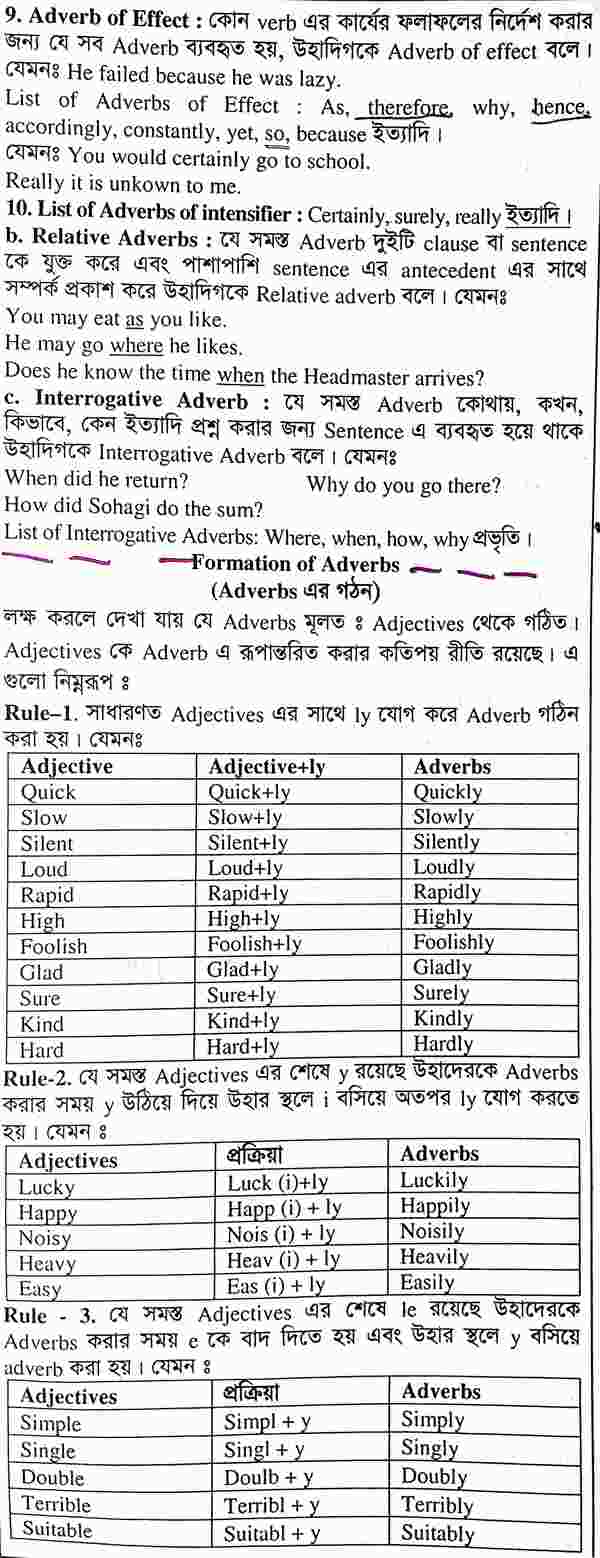 9. Adverb of Effect : কোন verb এর কার্যের ফলাফলের নির্দেশ করার
জন্য যে সব Adverb ব্যবহৃত হয়, উহাদিগকে Adverb of effect বলে।
যেমনঃ He failed because he was lazy.
List of Adverbs of Effect : As, therefore, why, hence,
accordingly, constantly, yet, so, because ইত্যাদি।
যেমনঃ You would certainly go to school.
Really it is unkown to me.
10. List of Adverbs of intensifier : Certainly, surely, really ইত্যাদি।
b. Relative Adverbs : যে সমস্ত Adverb দুইটি clause বা sentence
কে যুক্ত করে এবং পাশাপাশি sentence এর antecedent এর সাথে
সম্পর্ক প্রকাশ করে উহাদিগকে Relative adverb বলে। যেমনঃ
You may eat as you like.
He may go where he likes.
Does he know the time when the Headmaster arrives?
c. Interrogative Adverb : যে সমস্ত Adverb কোথায়, কখন,
কিভাবে, কেন ইত্যাদি প্রশ্ন করার জন্য Sentence এ ব্যবহৃত হয়ে থাকে
উহাদিগকে Interrogative Adverb বলে। যেমনঃ
When did he return? Why do you go there?
How did Sohagi do the sum?
List of Interrogative Adverbs: Where, when, how, why প্রভৃতি।
Formation of Adverbs
(Adverbs এর গঠন)
লক্ষ করলে দেখা যায় যে Adverbs মূলত ঃ Adjectives থেকে গঠিত।
Adjectives কে Adverb এ রূপান্তরিত করার কতিপয় রীতি রয়েছে। এ
গুলো নিম্নরূপ ঃ
Rule–1. সাধারণত Adjectives এর সাথে ly যোগ করে Adverb গঠিন
করা হয়। যেমনঃ
Adjective Adjective+ly Adverbs
Quick Quick+ly Quickly
Slow Slow+ly Slowly
Silent Silent+ly Silently
Loud Loud+ly Loudly
Rapid Rapid+ly Rapidly
High High+ly Highly
Foolish Foolish+ly Foolishly
Glad Glad+ly Gladly
Sure Sure+ly Surely
Kind Kind+ly Kindly
Hard Hard+ly Hardly
Rule-2. যে সমস্ত Adjectives এর শেষে y রয়েছে উহাদেরকে Adverbs
করার সময় y উঠিয়ে দিয়ে উহার স্থলে i বসিয়ে অতপর ly যোগ করতে
হয়। যেমন ঃ
Adjectives প্রক্রিয়া Adverbs
Lucky Luck (i)+ly Luckily
Happy Happ (i) + ly Happily
Noisy Nois (i) + ly Noisily
Heavy Heav (i) + ly Heavily
Easy Eas (i) + ly Easily
Rule - 3. যে সমস্ত Adjectives এর শেষে le রয়েছে উহাদেরকে
Adverbs করার সময় e কে বাদ দিতে হয় এবং উহার স্থলে y বসিয়ে
adverb করা হয়। যেমন ঃ
Adjectives প্রক্রিয়া Adverbs
Simple Simpl + y Simply
Single Singl + y Singly
Double Doulb + y Doubly
Terrible Terribl + y Terribly
Suitable Suitabl + y Suitably